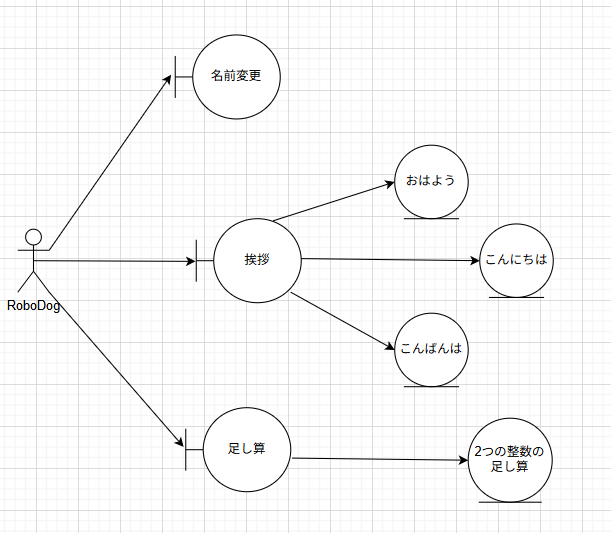 名前変更
おはよう
RoboDog
挨拶
こんにちは
こんばんは
足し算
2つの整数の
足し算